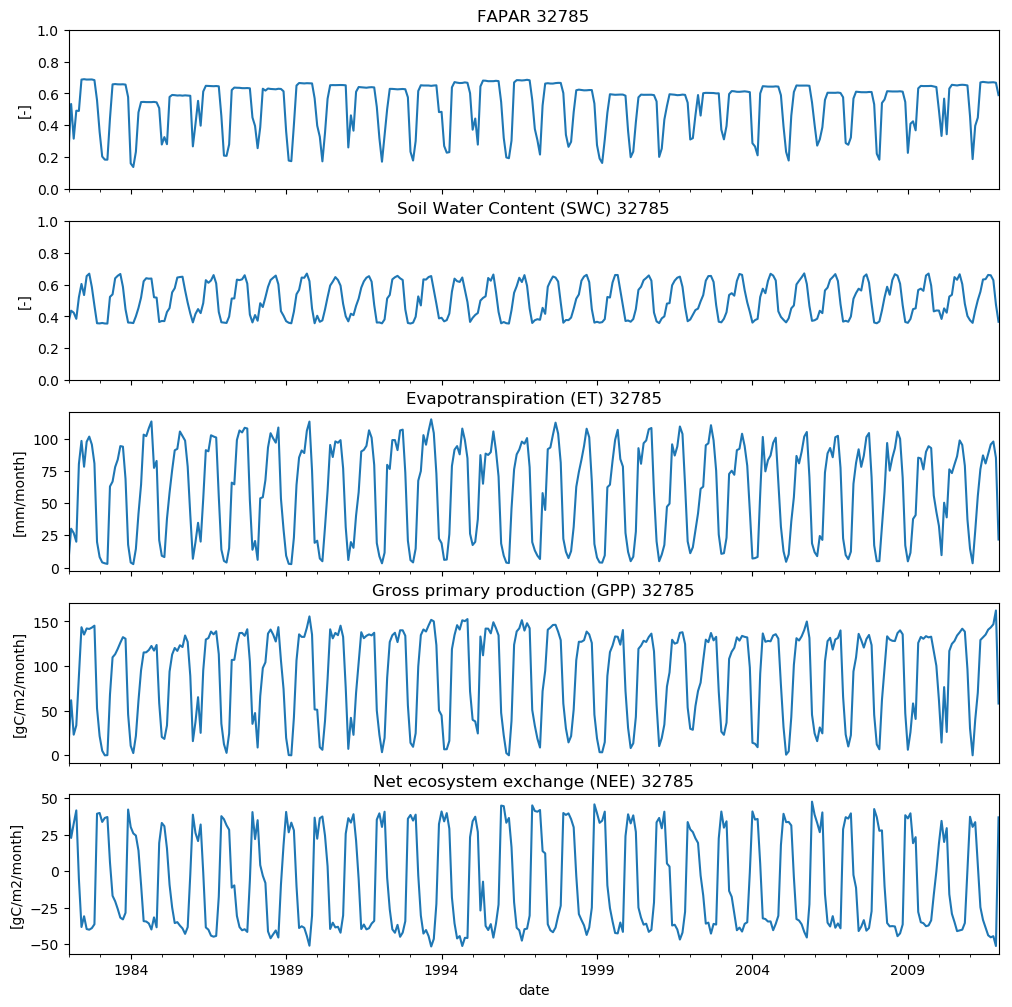 FAPAR 32785
1.0
0.8
0.6
0.4
0.2
0.0
[-]
Soil Water Content (SWC) 32785
1.0
0.8
0.6
0.4
0.2
0.0
[-]
Evapotranspiration (ET) 32785
100
75
50
25
0
[mm/month]
Gross primary production (GPP) 32785
150
100
50
0
[gC/m2/month]
Net ecosystem exchange (NEE) 32785
50
25
0
−25
−50
[gC/m2/month]
1984 1989 1994 1999 2004 2009
date